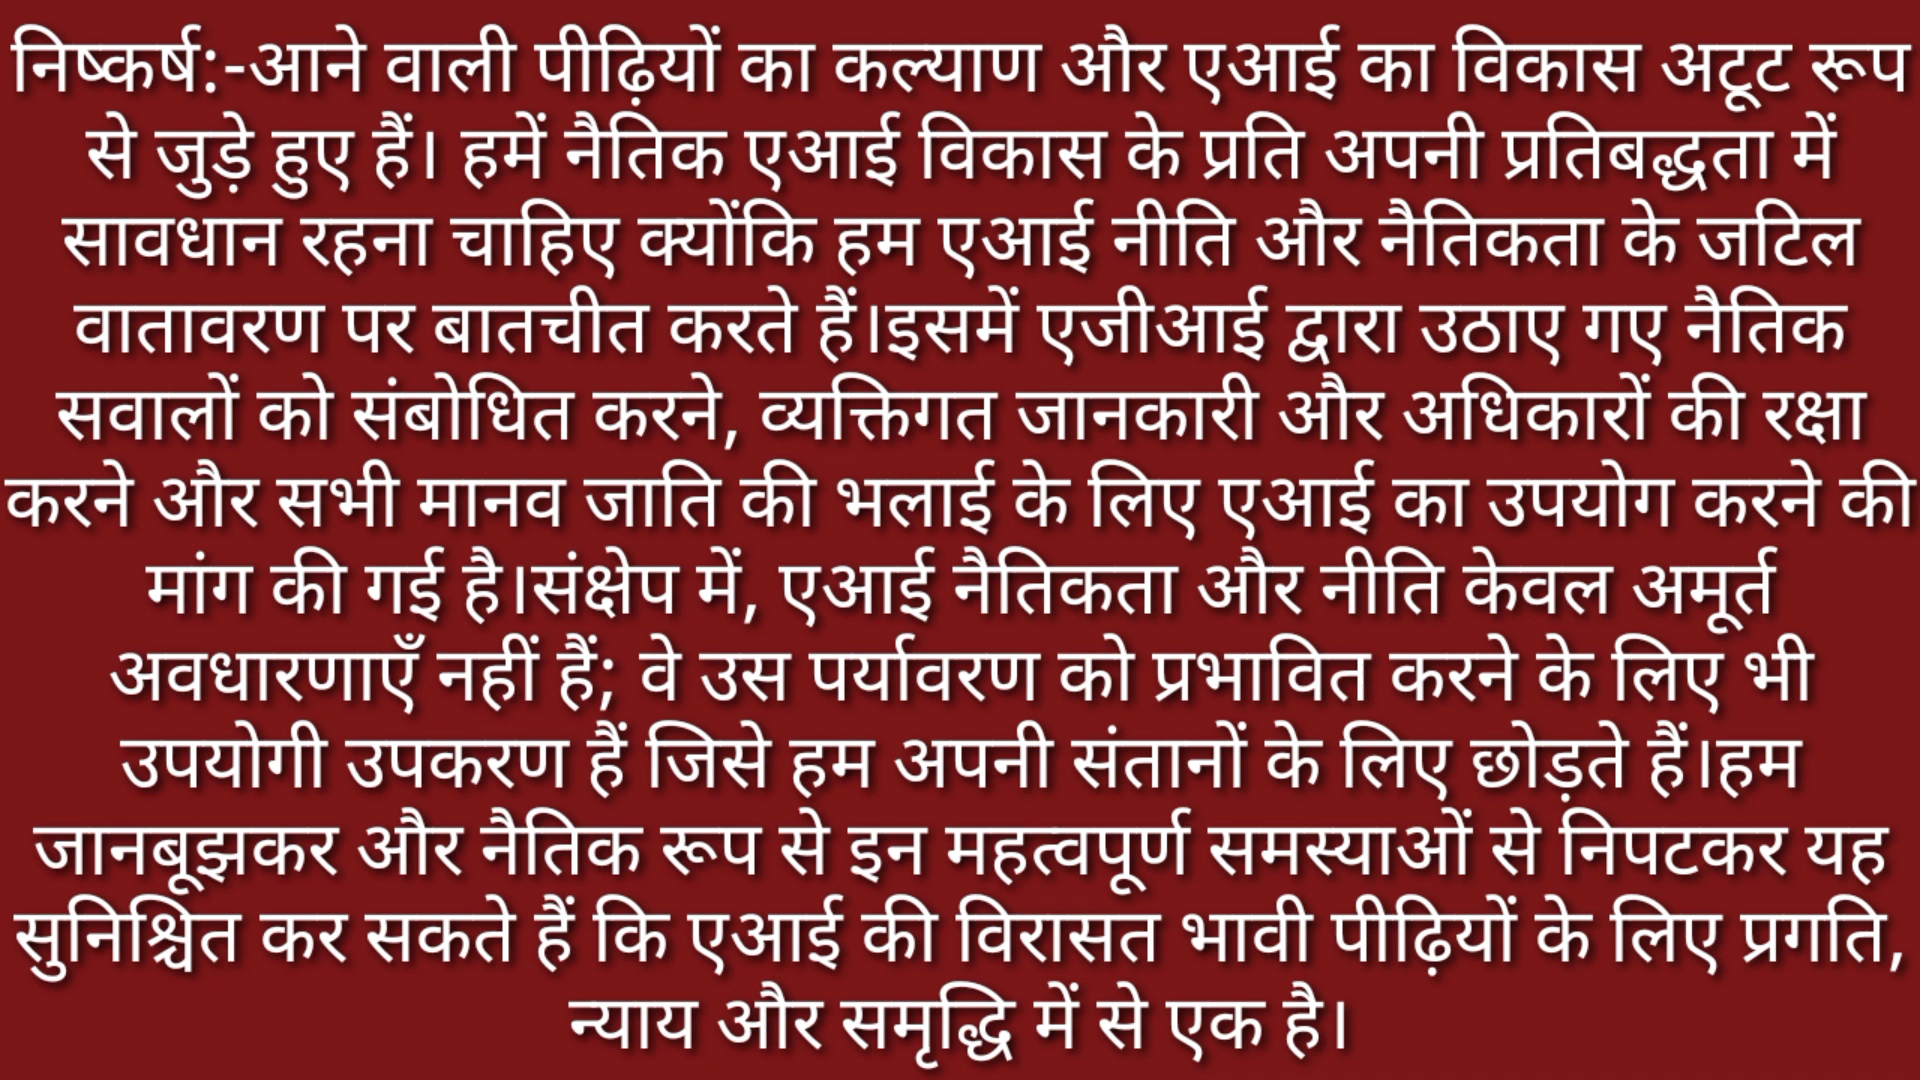 निष्कर्ष:-आने वाली पीढ़ियों का कल्याण और एआई का विकास अटूट रूप
से जुड़े हुए हैं। हमें नैतिक एआई विकास के प्रति अपनी प्रतिबद्धता में
सावधान रहना चाहिए क्योंकि हम एआई नीति और नैतिकता के जटिल
वातावरण पर बातचीत करते हैं।इसमें एजीआई द्वारा उठाए गए नैतिक
सवालों को संबोधित करने, व्यक्तिगत जानकारी और अधिकारों की रक्षा
करने और सभी मानव जाति की भलाई के लिए एआई का उपयोग करने की
मांग की गई है।संक्षेप में, एआई नैतिकता और नीति केवल अमूर्त
अवधारणाएँ नहीं हैं; वे उस पर्यावरण को प्रभावित करने के लिए भी
उपयोगी उपकरण हैं जिसे हम अपनी संतानों के लिए छोड़ते हैं।हम
जानबूझकर और नैतिक रूप से इन महत्वपूर्ण समस्याओं से निपटकर यह
सुनिश्चित कर सकते हैं कि एआई की विरासत भावी पीढ़ियों के लिए प्रगति,
न्याय और समृद्धि में से एक है।